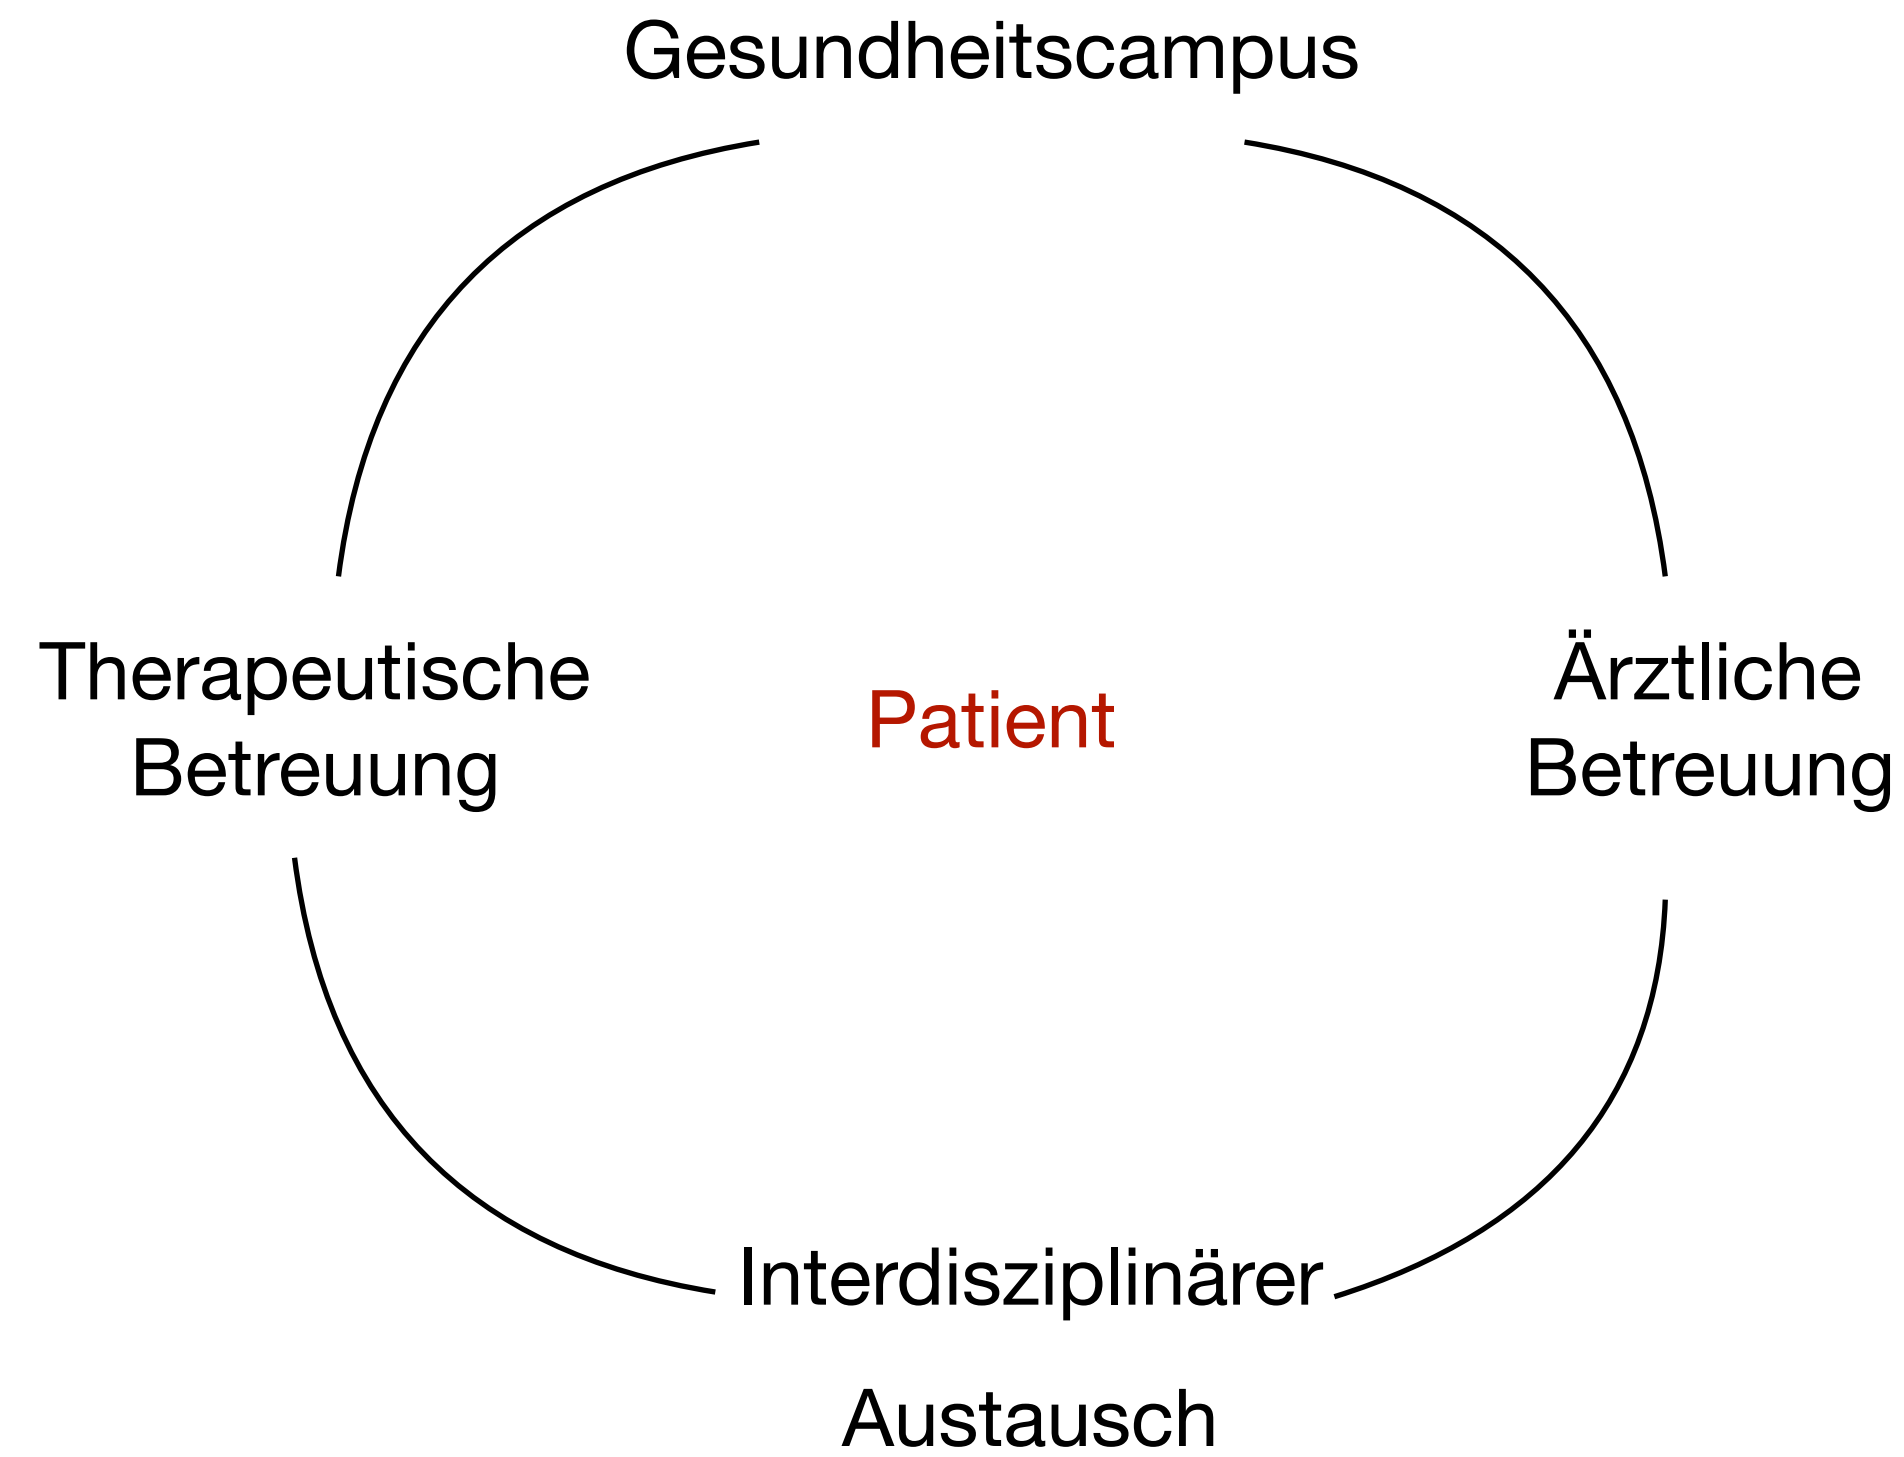 Gesundheitscampus
Therapeutische
Betreuung
Patient
Ärztliche
Betreuung
Interdisziplinärer
Austausch